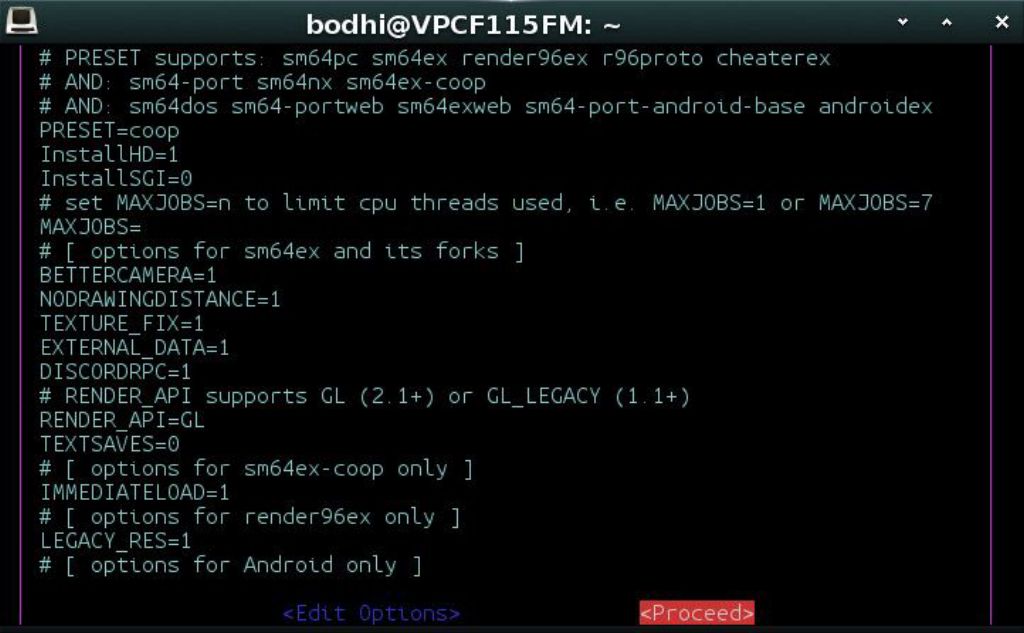 bodhi@VPCF115FM: ~
# PRESET supports: sm64pc sm64ex render96ex r96proto cheaterex
# AND: sm64-port sm64nx sm64ex-coop
# AND: sm64dos sm64-portweb sm64exweb sm64-port-android-base androidex
PRESET=coop
InstallHD=1
InstallSGI=0
# set MAXJOBS=n to limit cpu threads used, i.e. MAXJOBS=1 or MAXJOBS=7
MAXJOBS=
# [ options for sm64ex and its forks ]
BETTERCAMERA=1
NODRAWINGDISTANCE=1
TEXTURE_FIX=1
EXTERNAL_DATA=1
DISCORDRPC=1
# RENDER_API supports GL (2.1+) or GL_LEGACY (1.1+)
RENDER_API=GL
TEXTSAVES=0
# [ options for sm64ex-coop only ]
IMMEDIATELOAD=1
# [ options for render96ex only ]
LEGACY_RES=1
# [ options for Android only ]
<Edit Options> <Proceed>